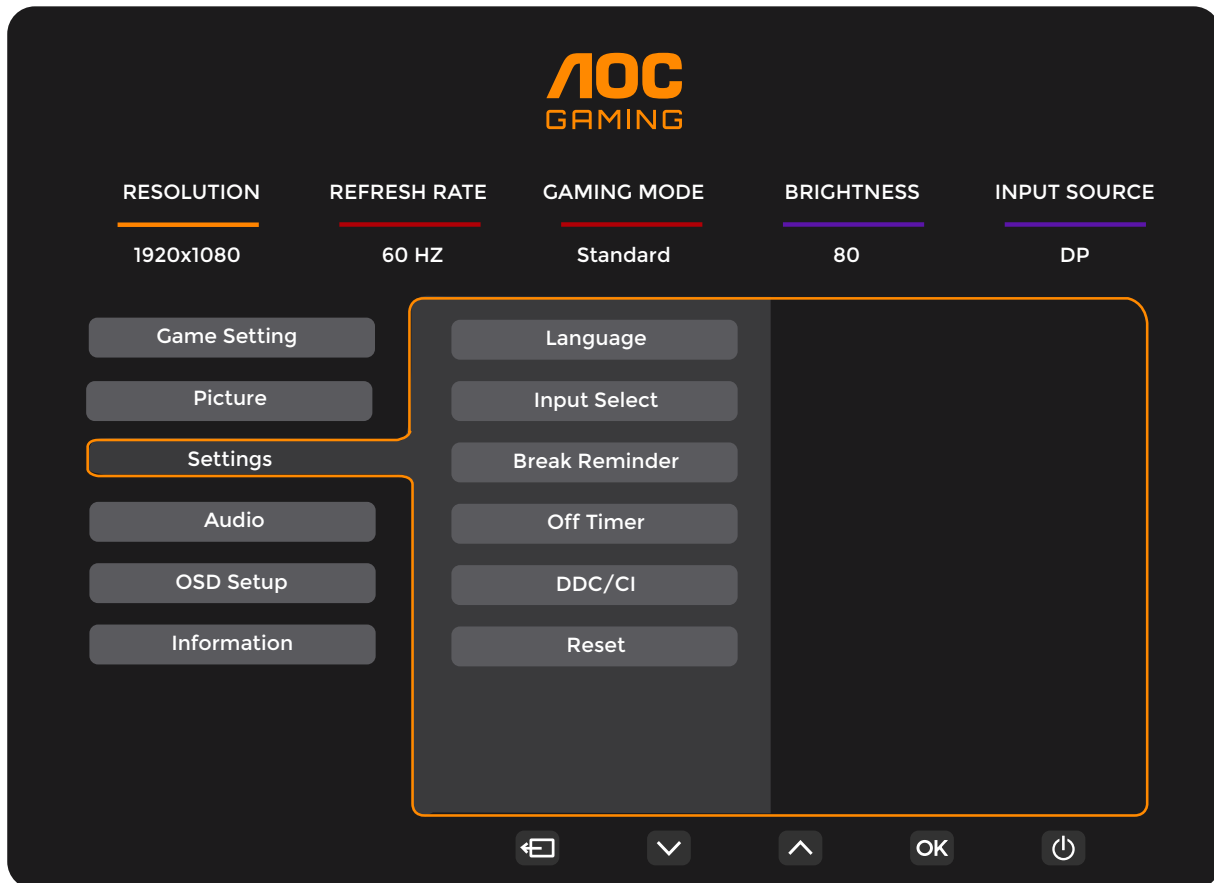 AOC
GAMING
RESOLUTION REFRESH RATE GAMING MODE BRIGHTNESS INPUT SOURCE
1920x1080 60 HZ Standard 80 DP
Game Setting
Picture
Settings
Audio
OSD Setup
Information
Language
Input Select
Break Reminder
Off Timer
DDC/CI
Reset
OK